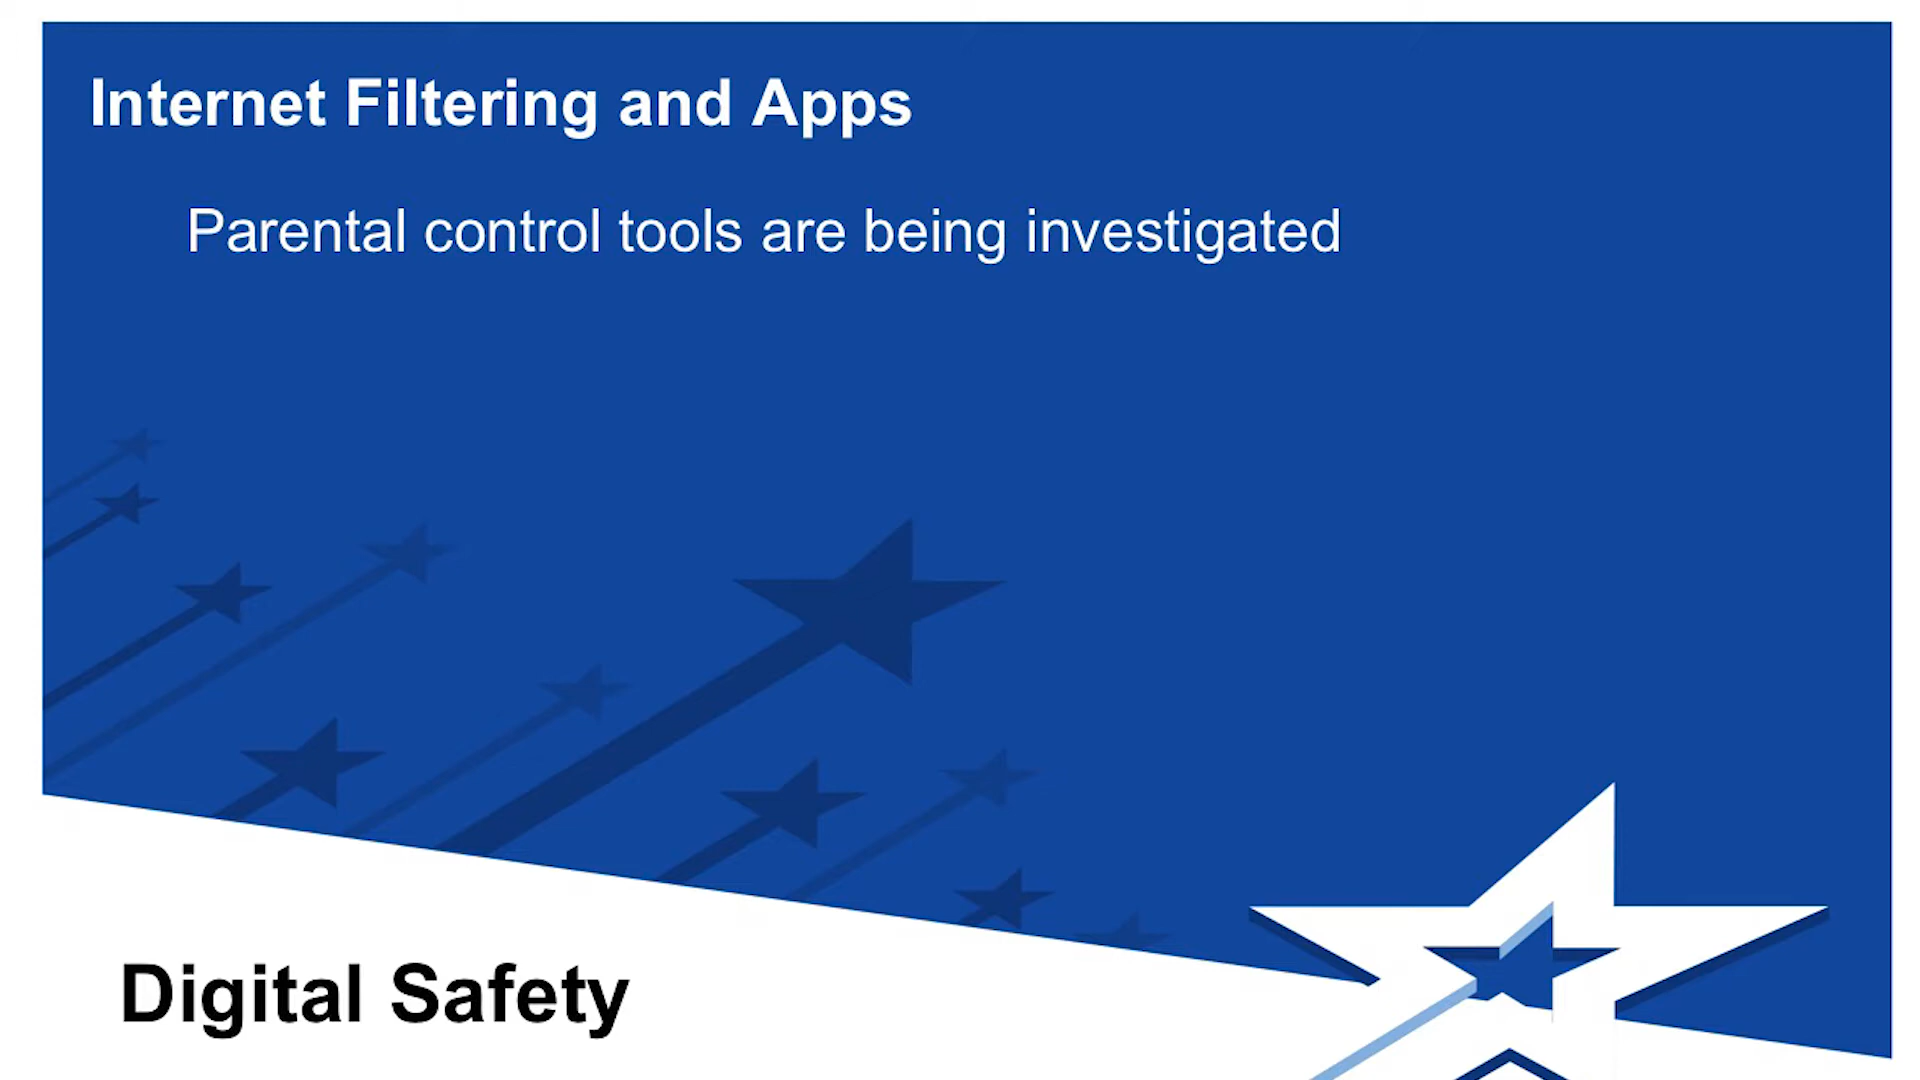 Internet Filtering and Apps
Parental control tools are being investigated
Digital Safety